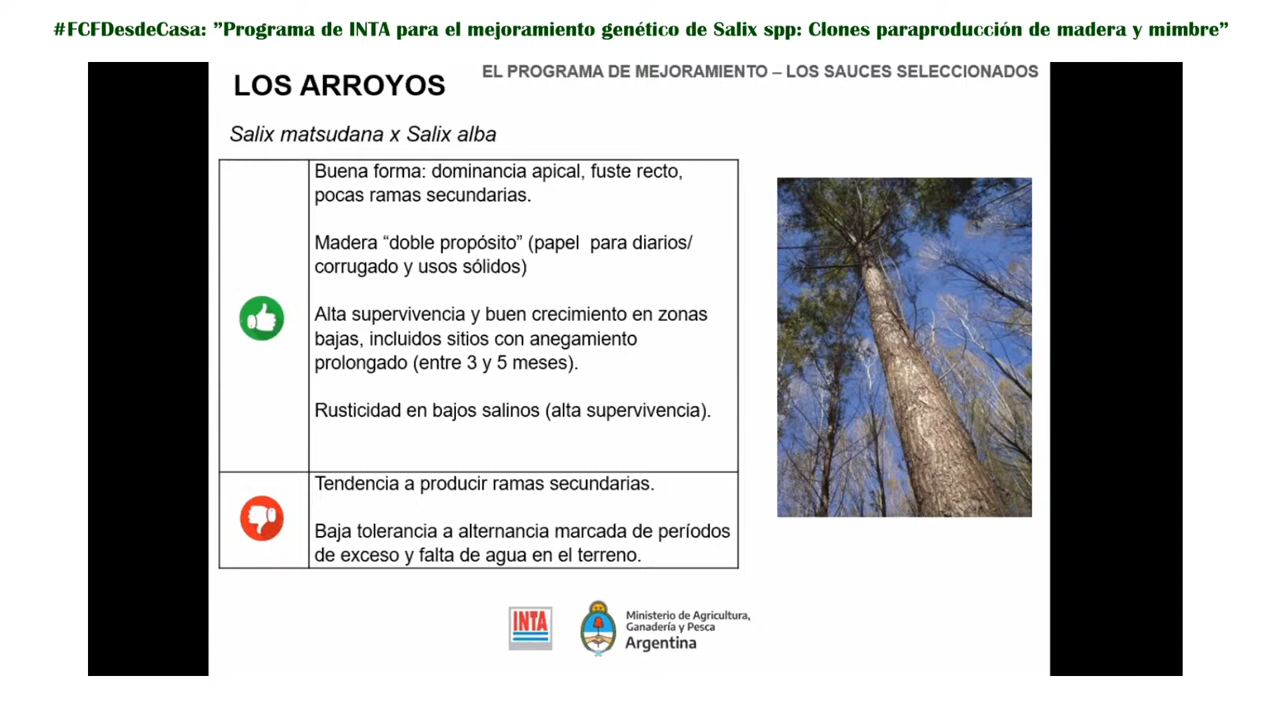 #FCFDesdeCasa: ”Programa de INTA para el mejoramiento genético de Salix spp: Clones paraproducción de madera y mimbre”
EL PROGRAMA DE MEJORAMIENTO – LOS SAUCES SELECCIONADOS
LOS ARROYOS
Salix matsudana x Salix alba
Buena forma: dominancia apical, fuste recto,
pocas ramas secundarias.
Madera “doble propósito” (papel para diarios/
corrugado y usos sólidos)
Alta supervivencia y buen crecimiento en zonas
bajas, incluidos sitios con anegamiento
prolongado (entre 3 y 5 meses).
Rusticidad en bajos salinos (alta supervivencia).
Tendencia a producir ramas secundarias.
Baja tolerancia a alternancia marcada de períodos
de exceso y falta de agua en el terreno.
INTA
Ministerio de Agricultura,
Ganadería y Pesca
Argentina